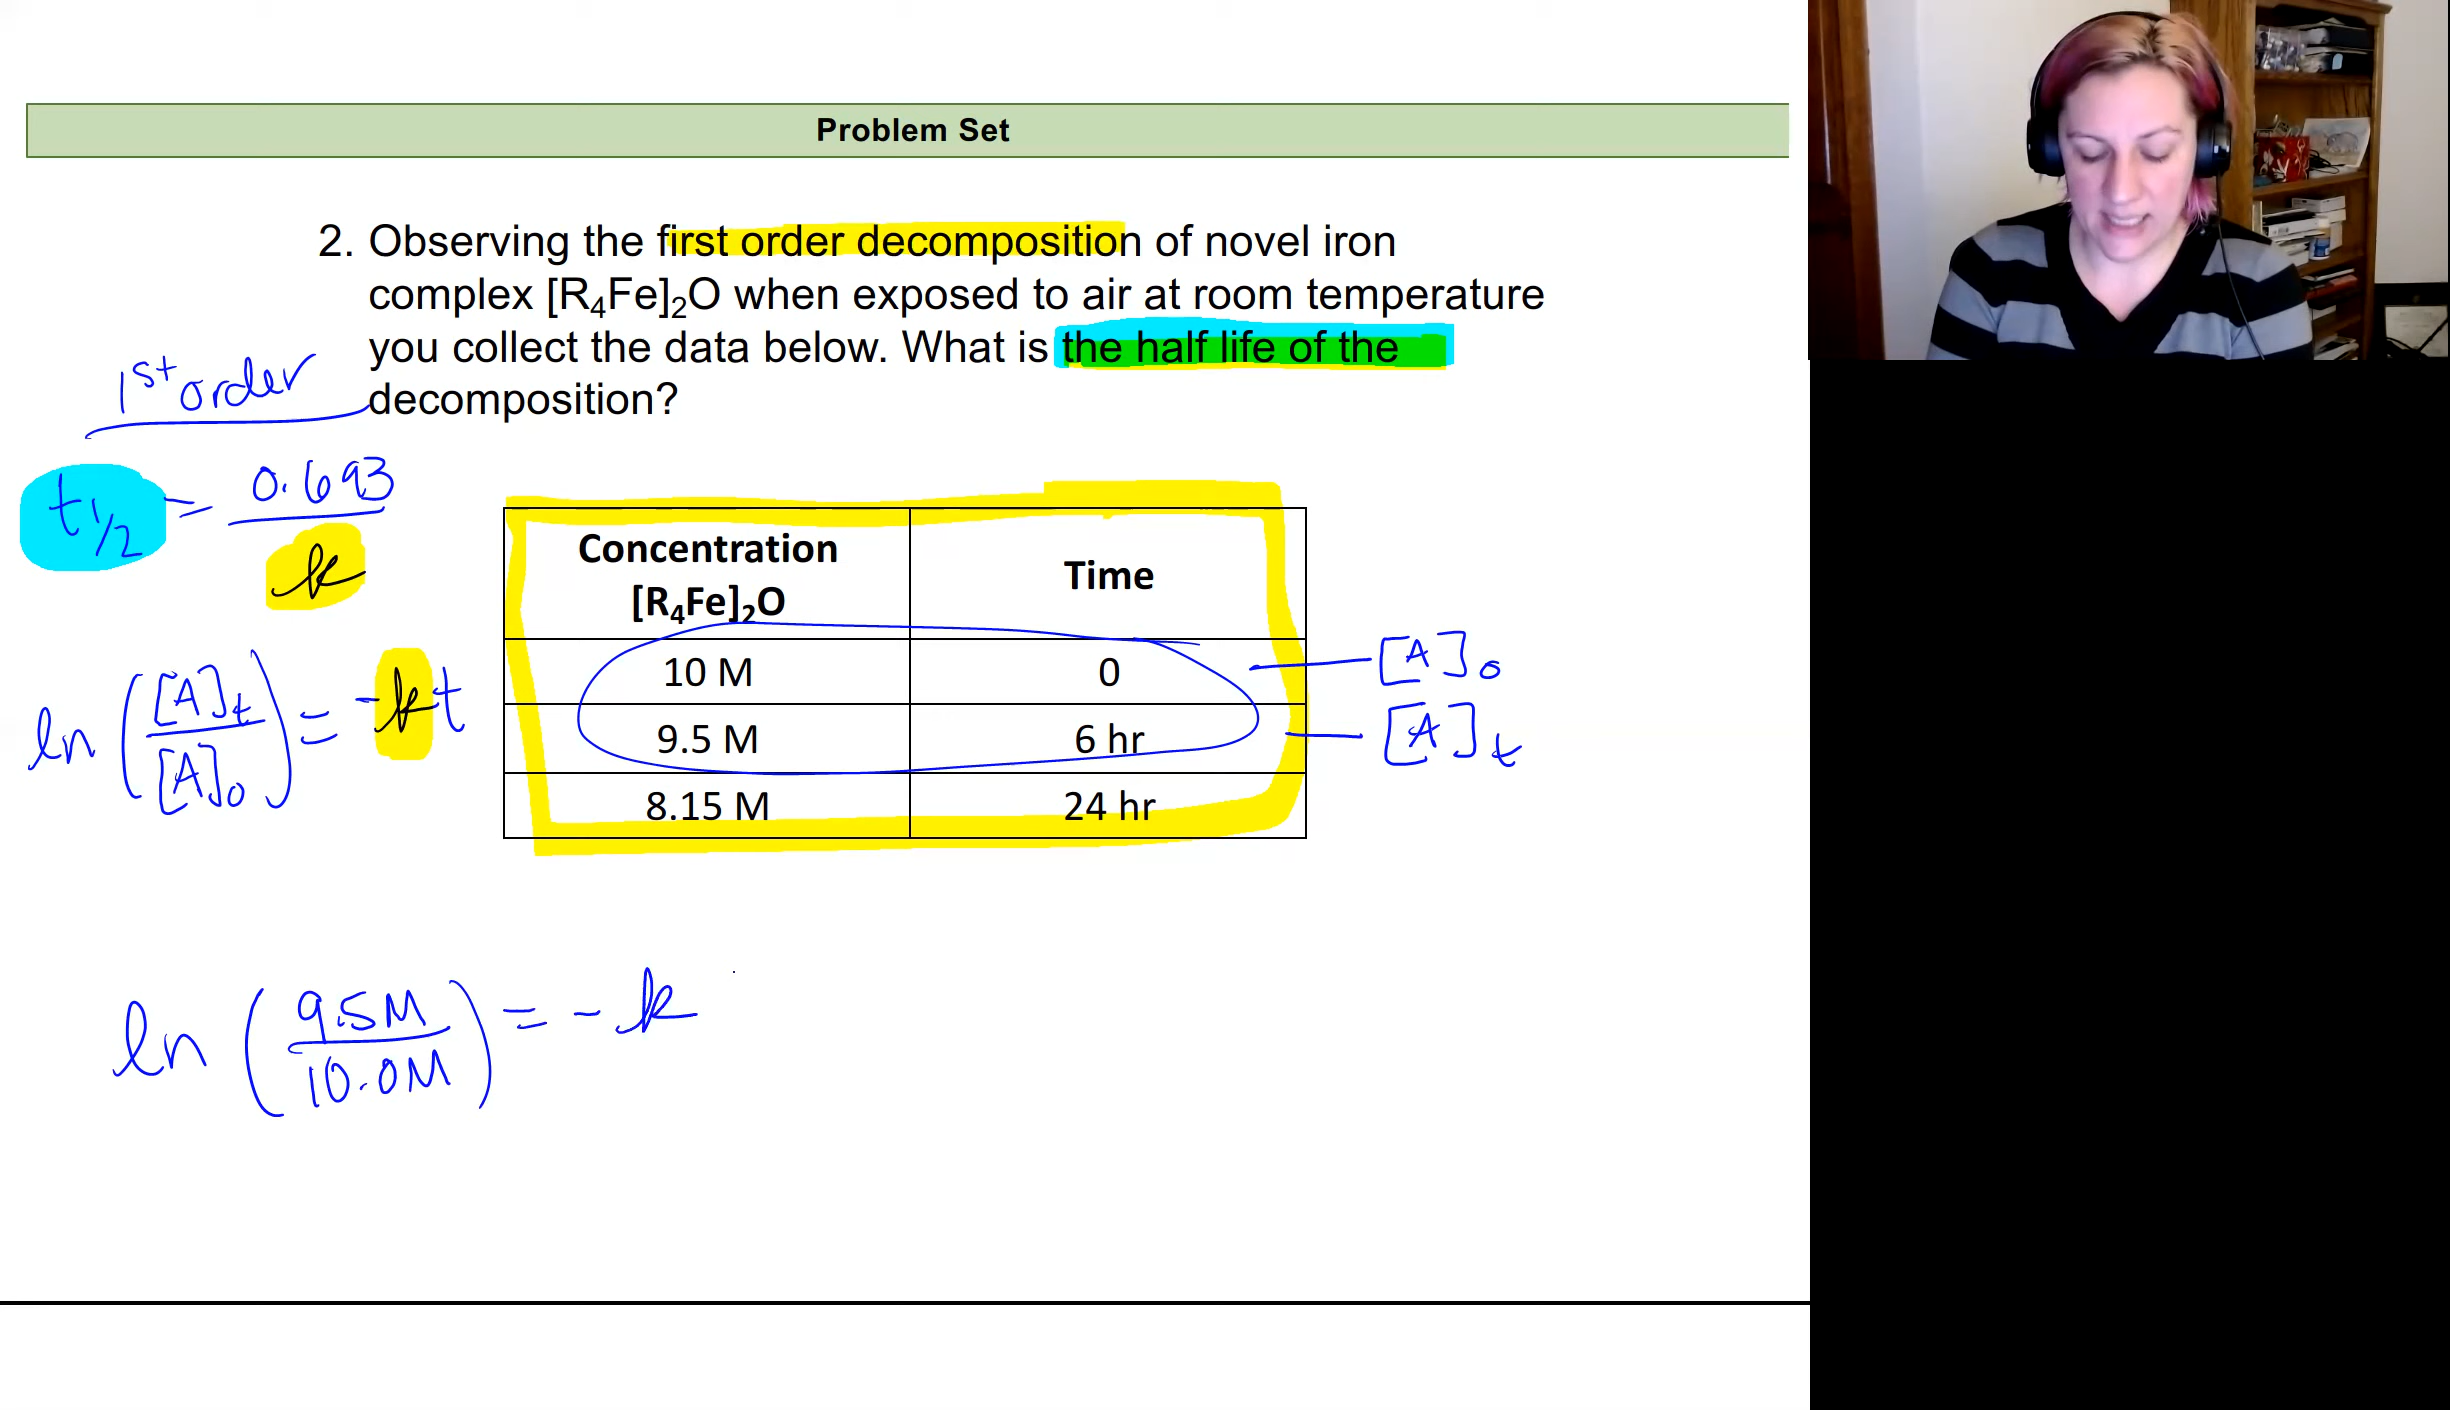 Problem Set
2. Observing the first order decomposition of novel iron
complex [R₄Fe]₂O when exposed to air at room temperature
you collect the data below. What is the half life of the
decomposition?
1st order
t1/2 = 0.693
k
ln ([A]t / [A]0) = -kt
Concentration [R₄Fe]₂O Time
10 M 0
9.5 M 6 hr
8.15 M 24 hr
[A]0
[A]t
ln (9.5M / 10.0M) = - k